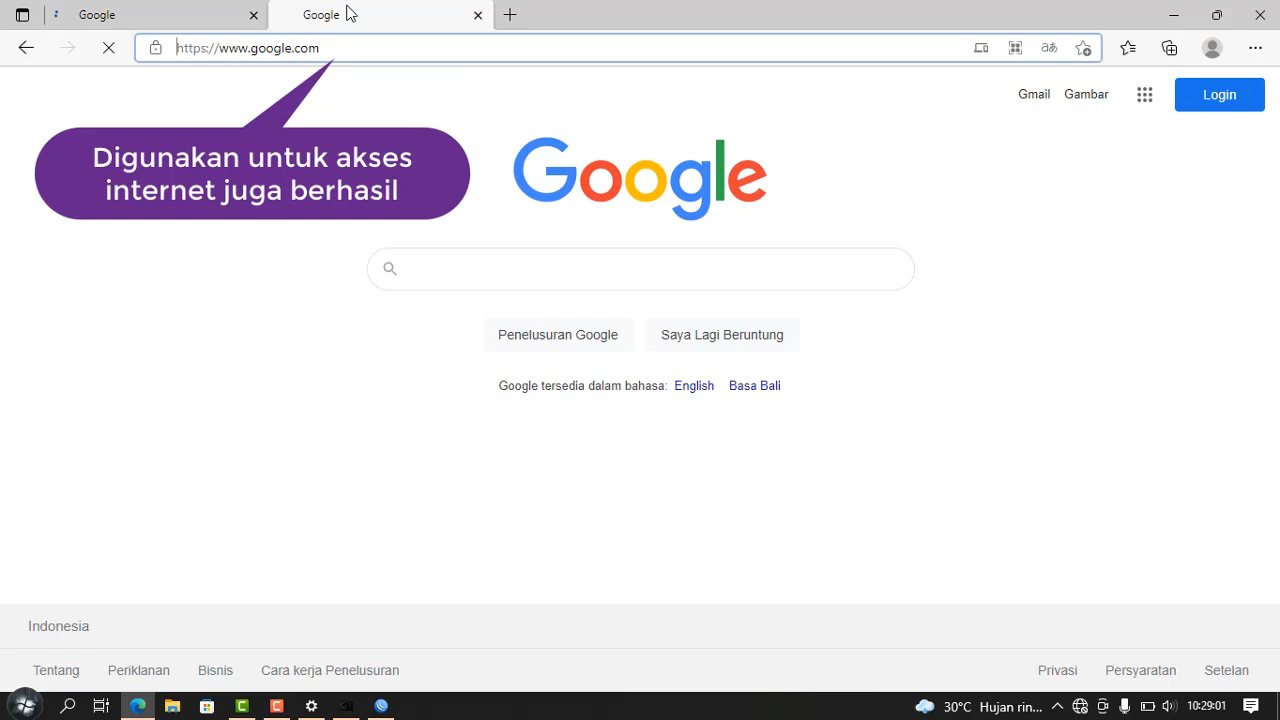 Google
Google
https://www.google.com
aあ
Gmail
Gambar
Login
Digunakan untuk akses
internet juga berhasil
Google
Penelusuran Google
Saya Lagi Beruntung
Google tersedia dalam bahasa: English Basa Bali
Indonesia
Tentang
Periklanan
Bisnis
Cara kerja Penelusuran
Privasi
Persyaratan
Setelan
30°C Hujan rin...
10:29:01